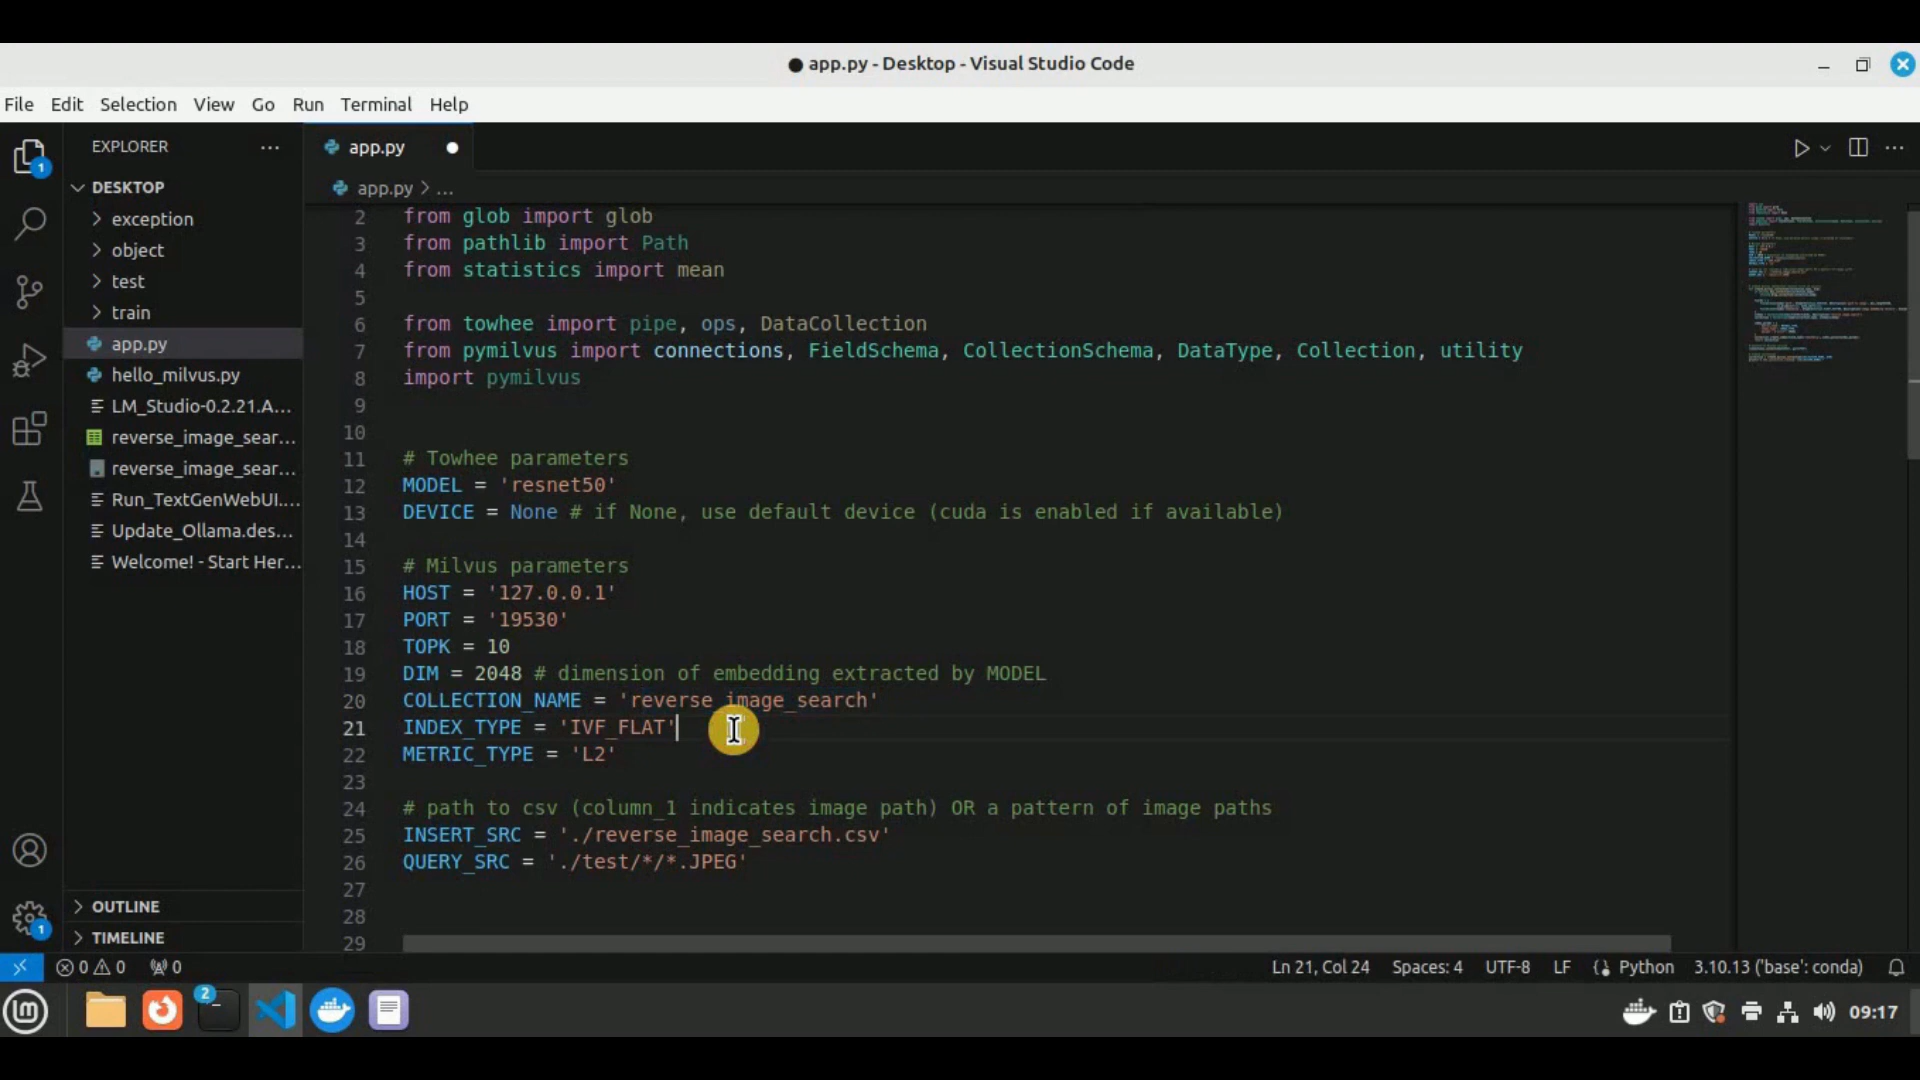 app.py - Desktop - Visual Studio Code
File Edit Selection View Go Run Terminal Help
EXPLORER
app.py
1
DESKTOP
app.py > ...
exception
object
test
train
app.py
hello_milvus.py
LM_Studio-0.2.21.A...
reverse_image_sear...
reverse_image_sear...
Run_TextGenWebUI....
Update_Ollama.des...
Welcome! - Start Her...
OUTLINE
TIMELINE
1
2 from glob import glob
3 from pathlib import Path
4 from statistics import mean
5
6 from towhee import pipe, ops, DataCollection
7 from pymilvus import connections, FieldSchema, CollectionSchema, DataType, Collection, utility
8 import pymilvus
9
10
11 # Towhee parameters
12 MODEL = 'resnet50'
13 DEVICE = None # if None, use default device (cuda is enabled if available)
14
15 # Milvus parameters
16 HOST = '127.0.0.1'
17 PORT = '19530'
18 TOPK = 10
19 DIM = 2048 # dimension of embedding extracted by MODEL
20 COLLECTION_NAME = 'reverse_image_search'
21 INDEX_TYPE = 'IVF_FLAT'
22 METRIC_TYPE = 'L2'
23
24 # path to csv (column_1 indicates image path) OR a pattern of image paths
25 INSERT_SRC = './reverse_image_search.csv'
26 QUERY_SRC = './test/*/*.JPEG'
27
28
29
0 0 0 Ln 21, Col 24 Spaces: 4 UTF-8 LF Python 3.10.13 ('base': conda)
2
09:17